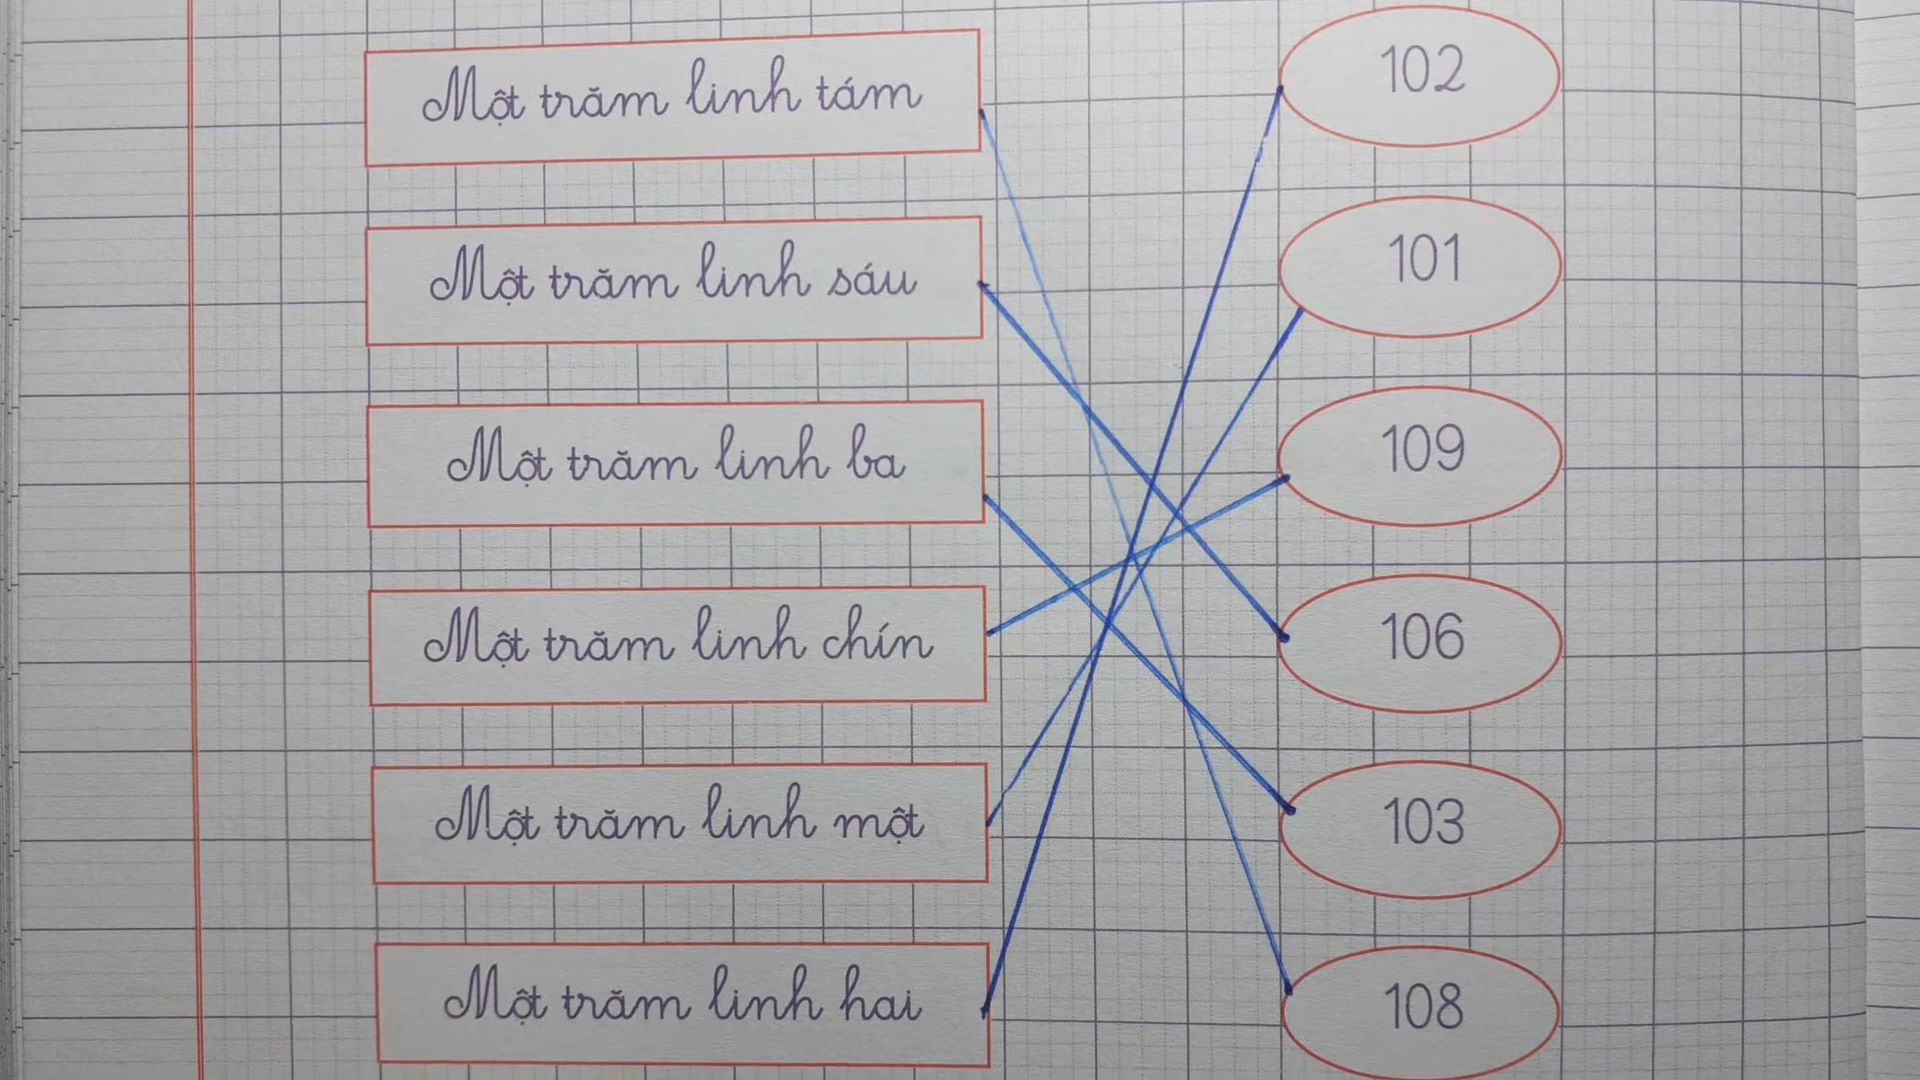 Một trăm linh tám 102
Một trăm linh sáu 101
Một trăm linh ba 109
Một trăm linh chín 106
Một trăm linh một 103
Một trăm linh hai 108